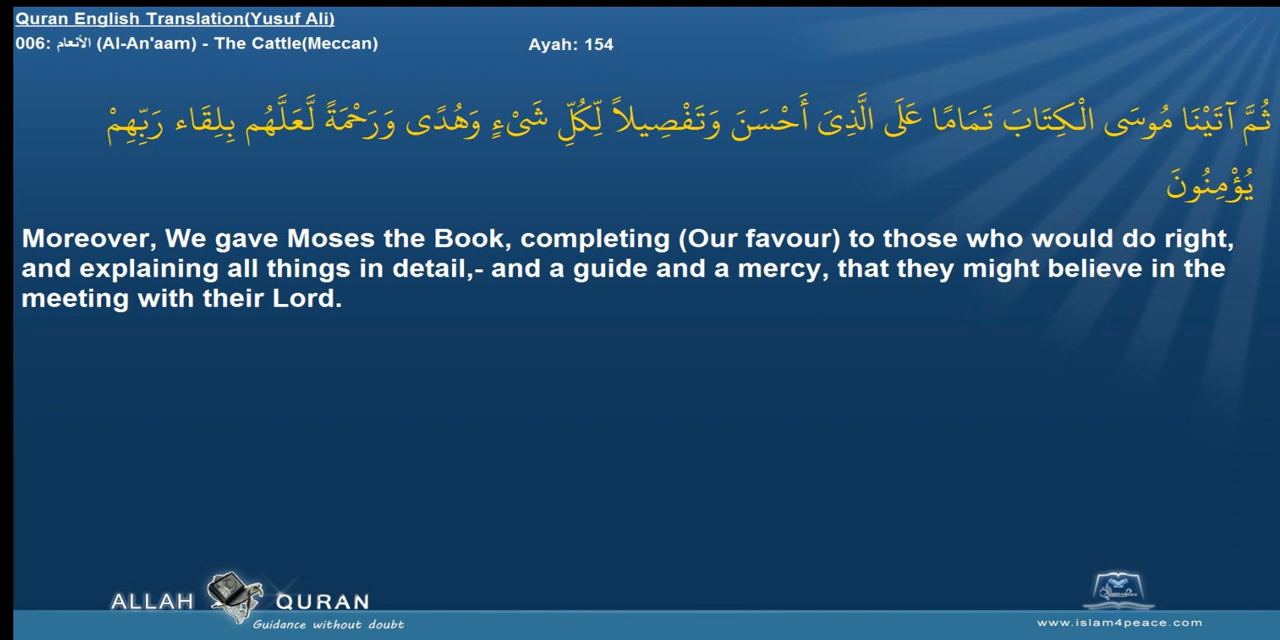 Quran English Translation(Yusuf Ali)
006: الأنعام (Al-An'aam) - The Cattle(Meccan) Ayah: 154
ثُمَّ آتَيْنَا مُوسَى الْكِتَابَ تَمَامًا عَلَى الَّذِى أَحْسَنَ وَتَفْصِيلاً لِّكُلِّ شَىْءٍ وَهُدًى وَرَحْمَةً لَّعَلَّهُم بِلِقَاء رَبِّهِمْ
يُؤْمِنُونَ
Moreover, We gave Moses the Book, completing (Our favour) to those who would do right,
and explaining all things in detail,- and a guide and a mercy, that they might believe in the
meeting with their Lord.
ALLAH QURAN
Guidance without doubt
www.islam4peace.com